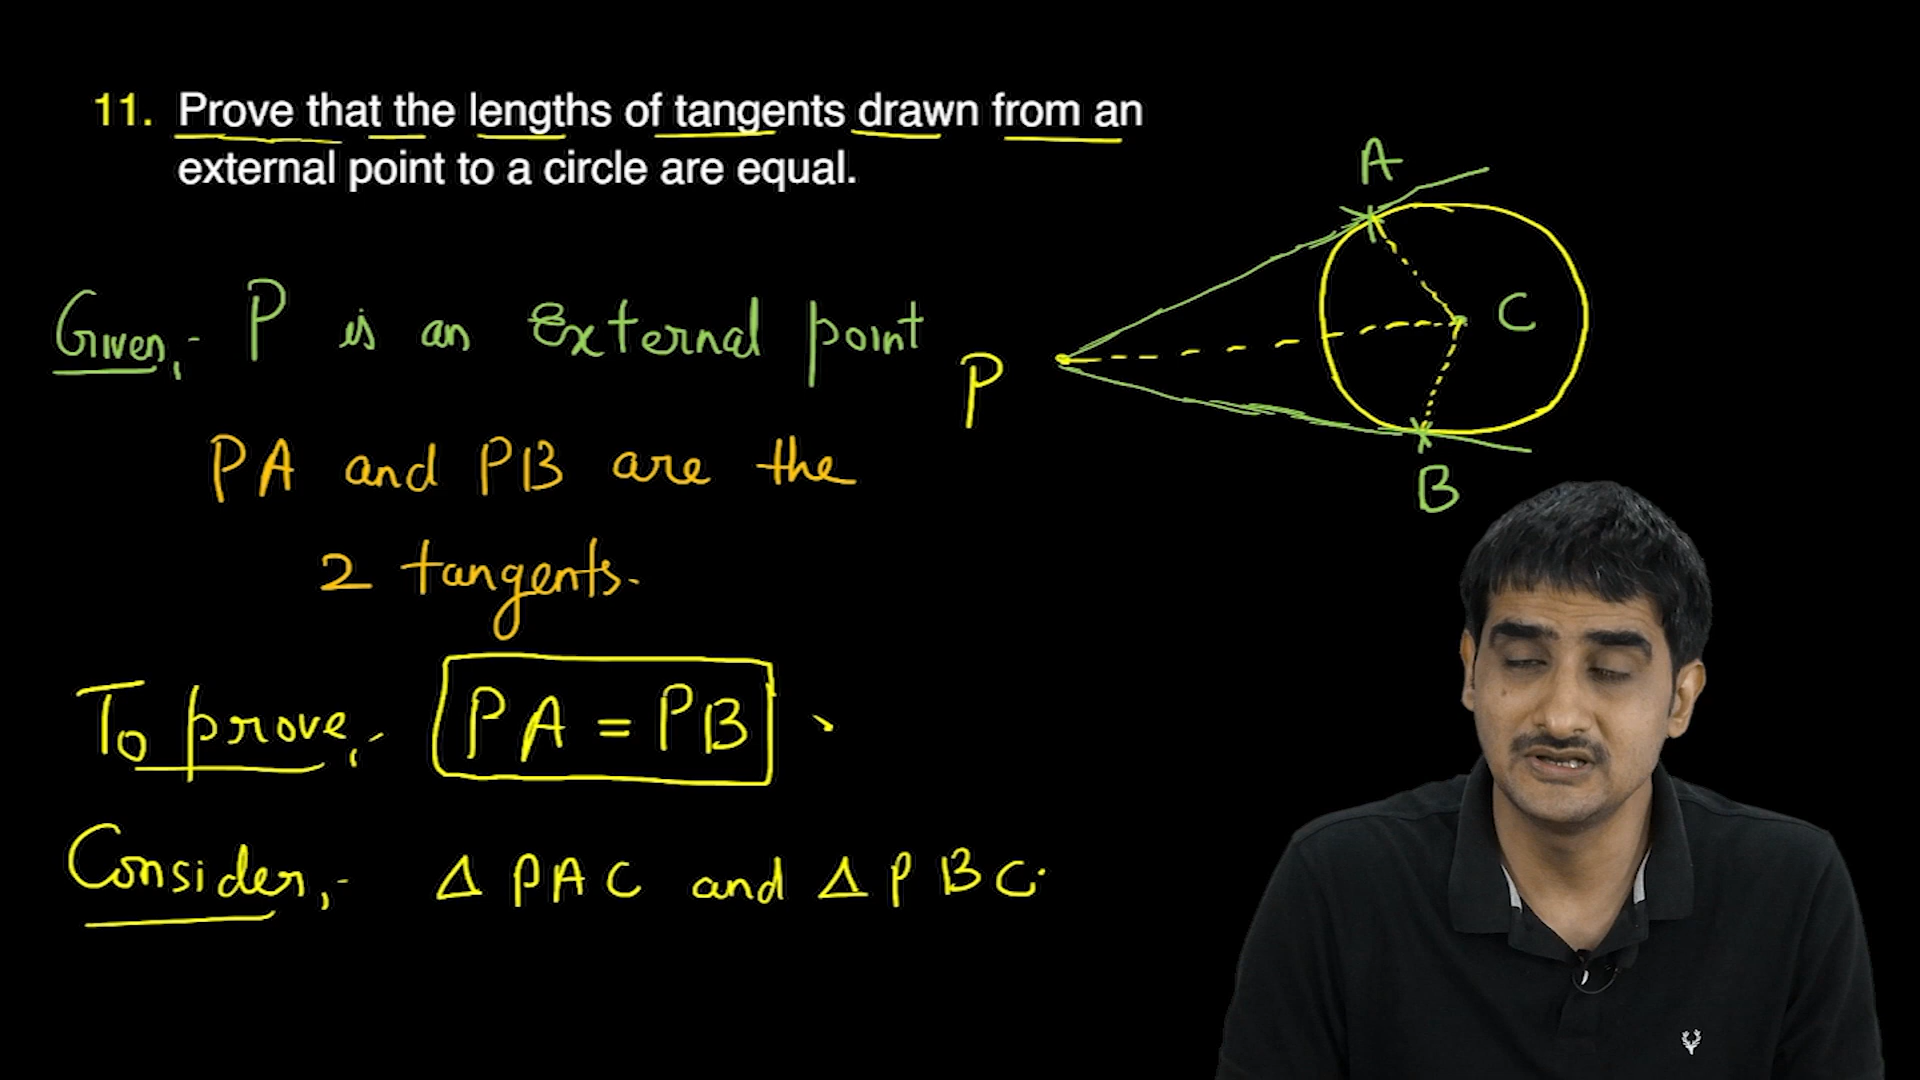 11. Prove that the lengths of tangents drawn from an
external point to a circle are equal.
A
C
Given:- P is an External point
P
PA and PB are the
B
2 tangents.
To prove:- PA = PB
Consider:- Δ PAC and Δ PBC.